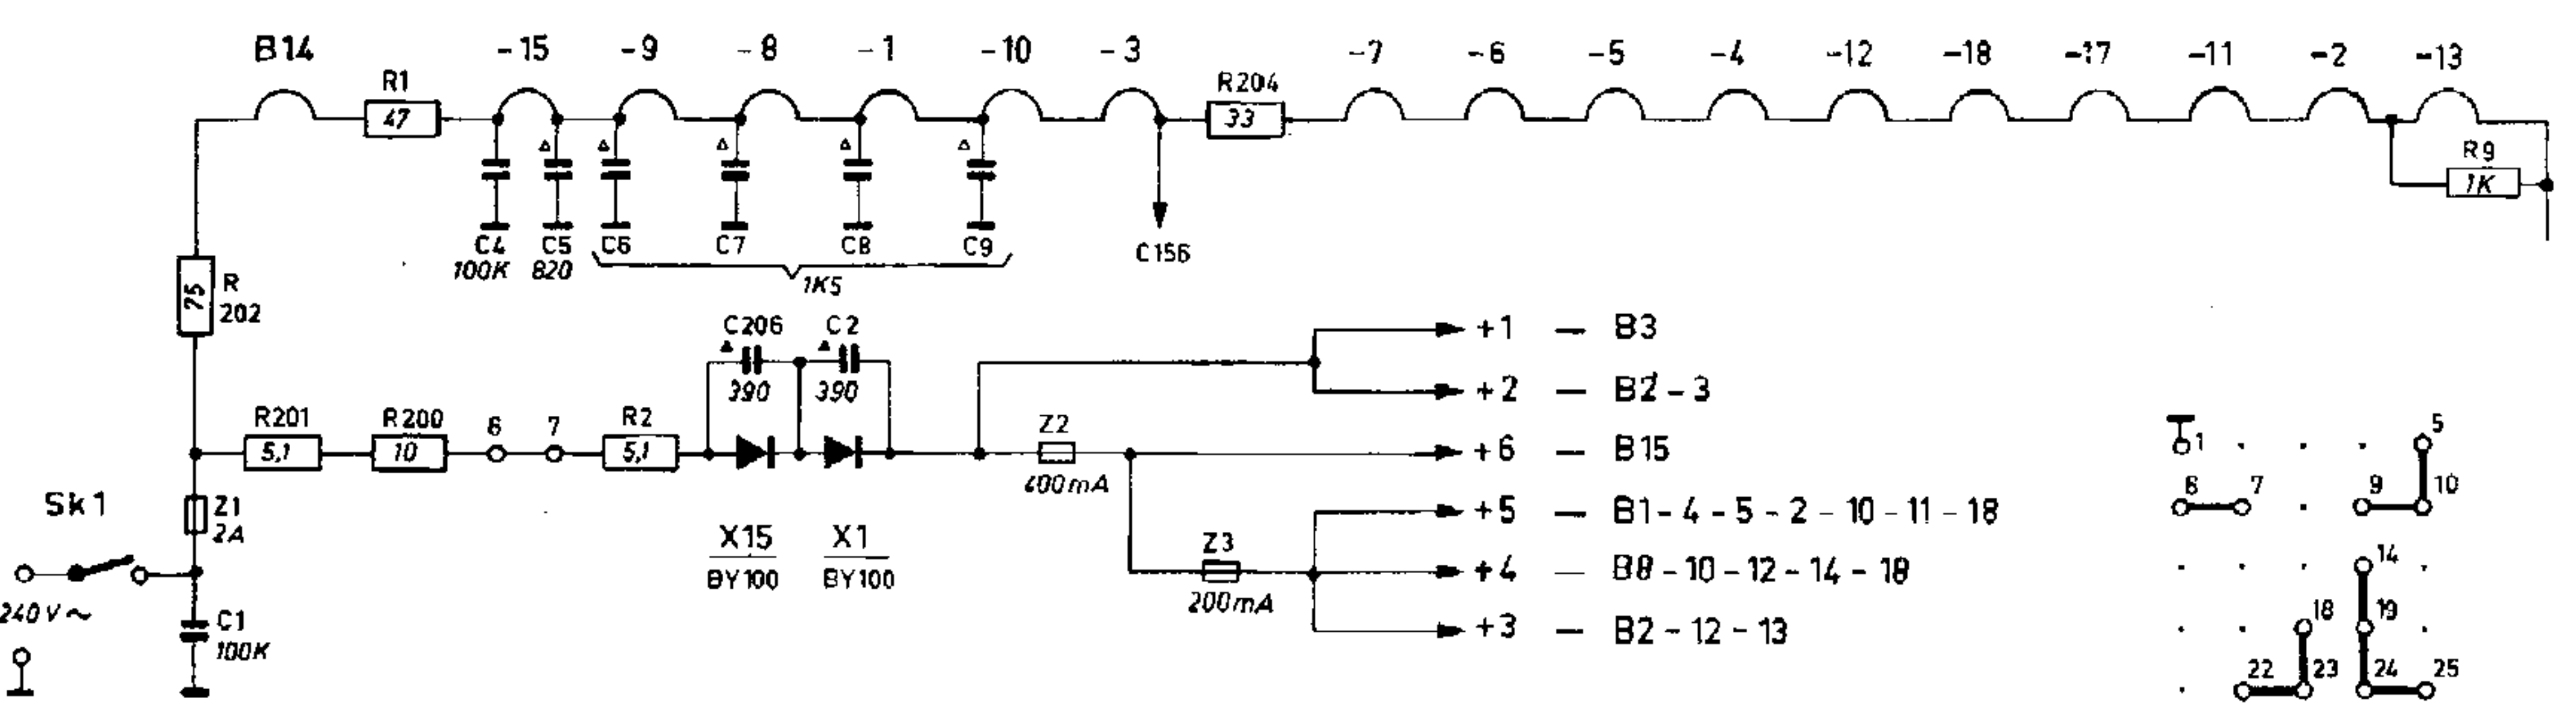 B14 -15 -9 -8 -1 -10 -3 -7 -6 -5 -4 -12 -18 -17 -11 -2 -13
R1
47
R204
33
R9
1K
C4
100K
C5
820
C6 C7 C8 C9
1K5
C156
R
202
75
C206
390
C2
390
+1 — B3
+2 — B2 - 3
+6 — B15
+5 — B1 - 4 - 5 - 2 - 10 - 11 - 18
+4 — B8 - 10 - 12 - 14 - 18
+3 — B2 - 12 - 13
R201
5,1
R200
10
6 7
R2
5,1
Z2
400mA
Z3
200mA
Sk1
Z1
2A
240V~
C1
100K
X15
BY100
X1
BY100
1 5
6 7 9 10
14
18 19
22 23 24 25